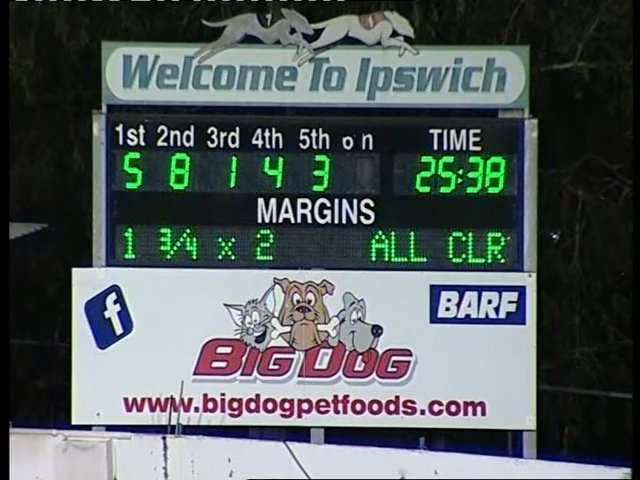 Welcome To Ipswich
1st 2nd 3rd 4th 5th o n TIME
5 8 1 4 3 25:38
MARGINS
1 ¾ x 2 ALL CLR
f
BARF
BIG DOG
www.bigdogpetfoods.com